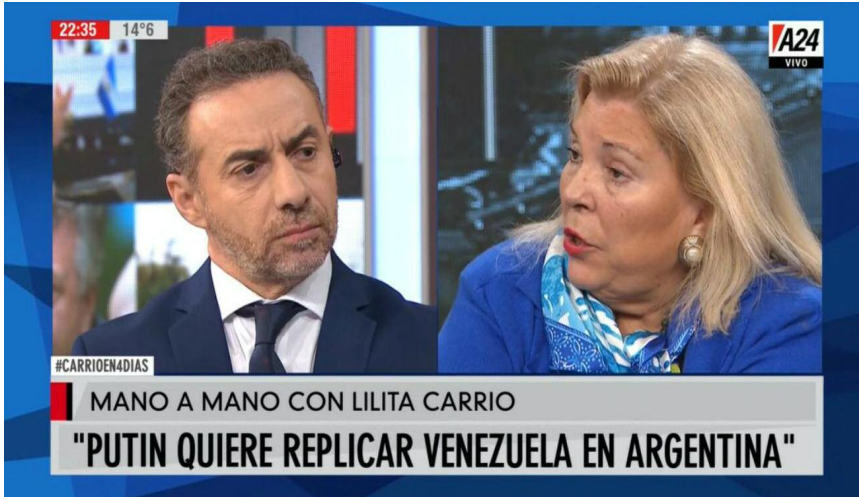 22:35 14°6
A24
VIVO
#CARRIOEN4DIAS
MANO A MANO CON LILITA CARRIO
"PUTIN QUIERE REPLICAR VENEZUELA EN ARGENTINA"